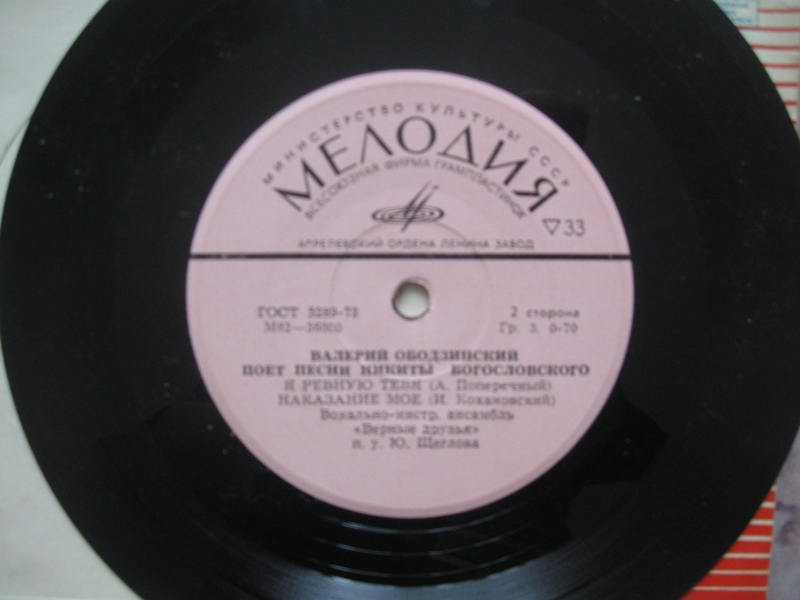 МИНИСТЕРСТВО КУЛЬТУРЫ СССР
МЕЛОДИЯ
ВСЕСОЮЗНАЯ ФИРМА ГРАМПЛАСТИНОК
▽33
АПРЕЛЕВСКИЙ ОРДЕНА ЛЕНИНА ЗАВОД
ГОСТ 5289-73 2 сторона
Гр. 3. 0-70
ВАЛЕРИЙ ОБОДЗИНСКИЙ
ПОЕТ ПЕСНИ НИКИТЫ БОГОСЛОВСКОГО
Я РЕВНУЮ ТЕБЯ (А. Поперечный)
НАКАЗАНИЕ МОЕ (И. Кохановский)
Вокально-инстр. ансамбль
«Верные друзья»
п. у. Ю. Щеглова